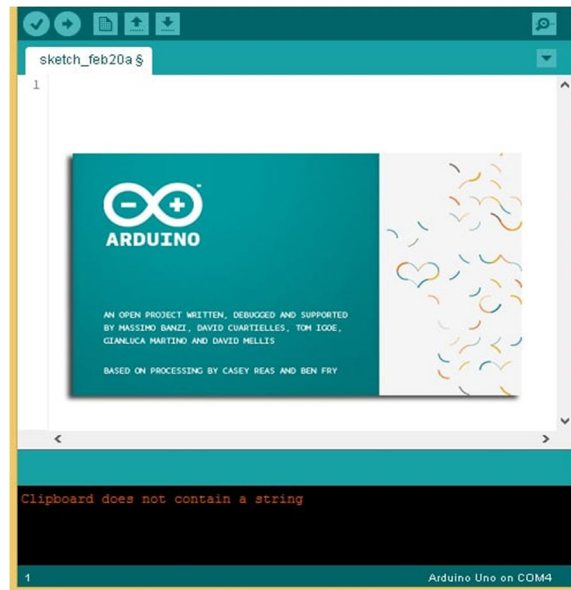 sketch_feb20a §
1
ARDUINO
AN OPEN PROJECT WRITTEN, DEBUGGED AND SUPPORTED
BY MASSIMO BANZI, DAVID CUARTIELLES, TOM IGOE,
GIANLUCA MARTINO AND DAVID MELLIS
BASED ON PROCESSING BY CASEY REAS AND BEN FRY
Clipboard does not contain a string
1 Arduino Uno on COM4